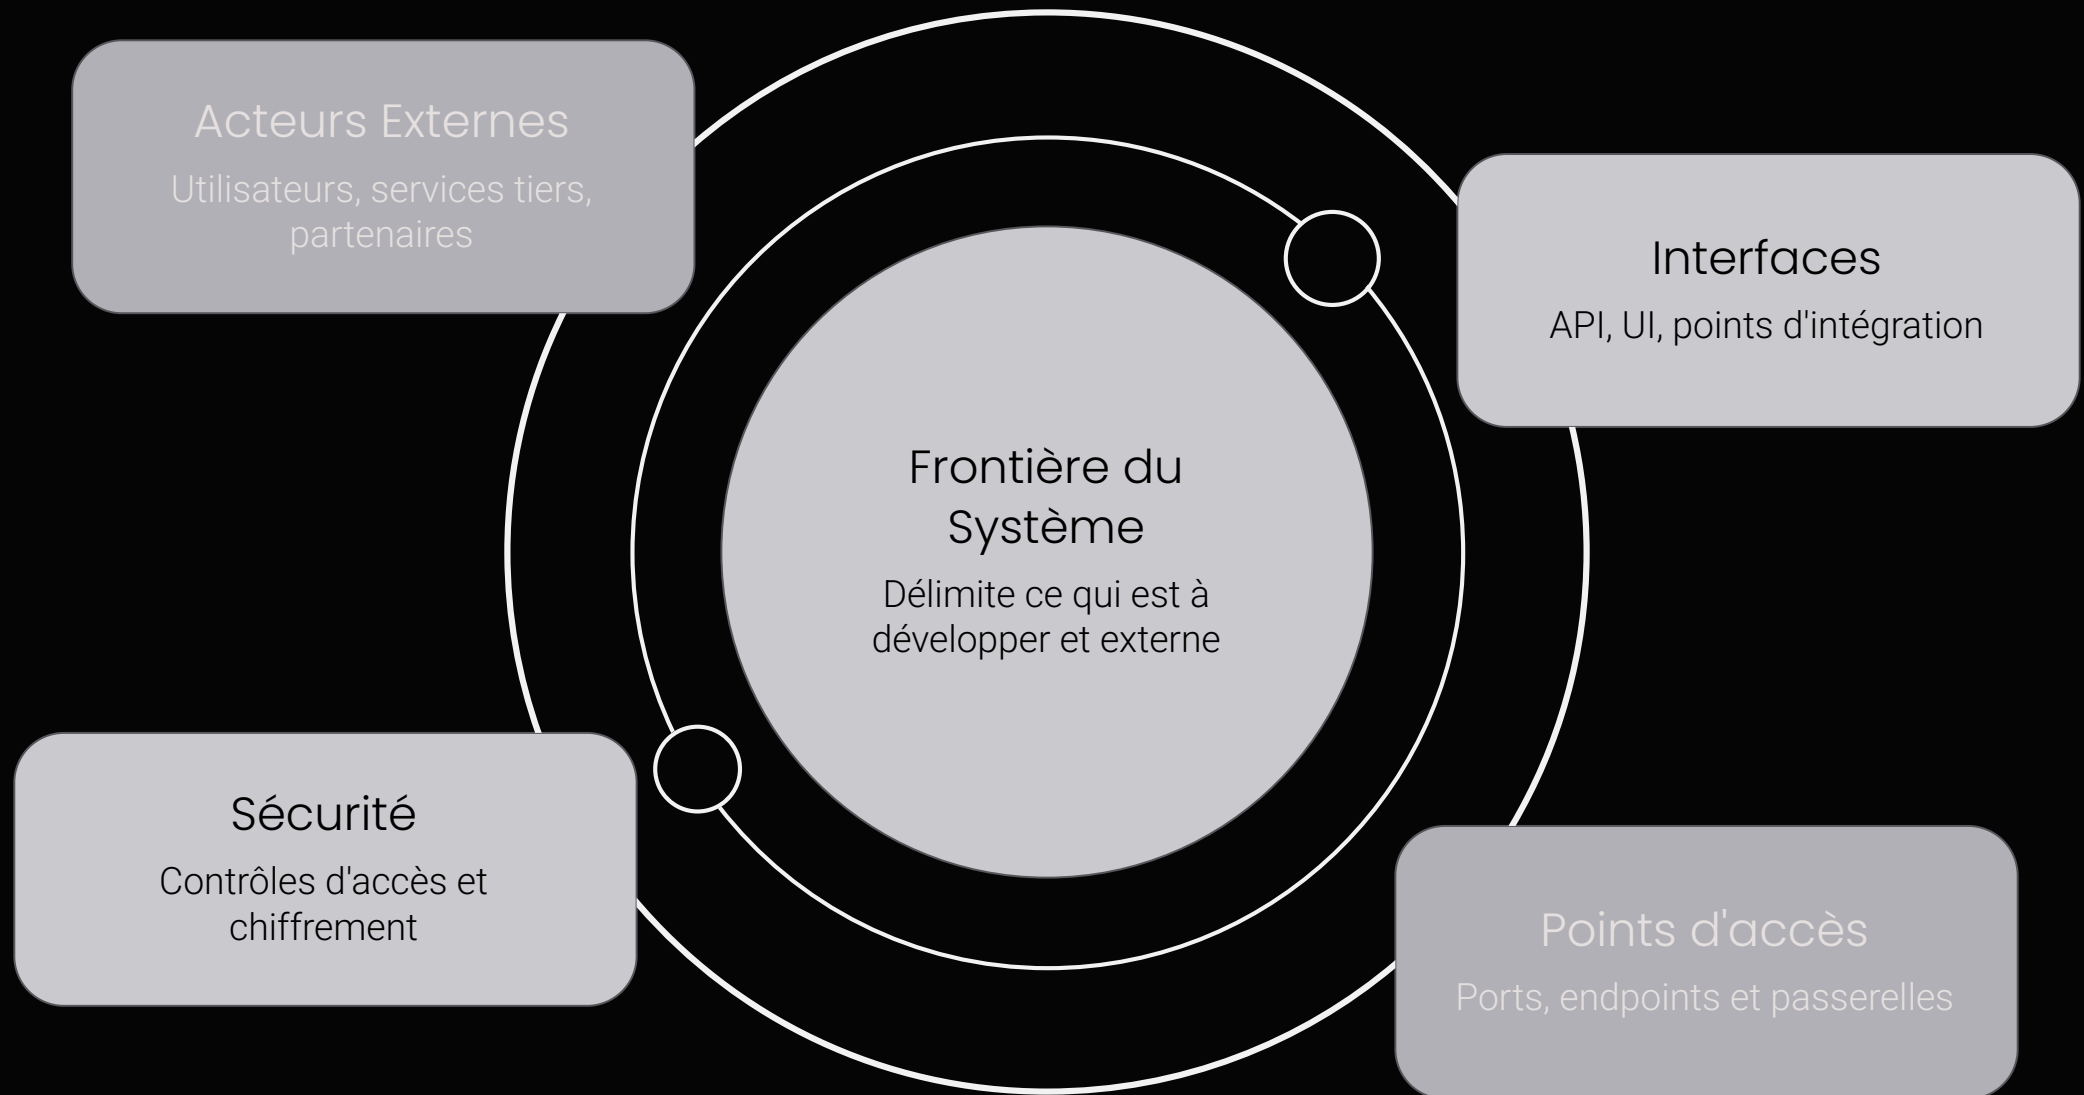 Acteurs Externes
Utilisateurs, services tiers,
partenaires
Interfaces
API, UI, points d'intégration
Frontière du
Système
Délimite ce qui est à
développer et externe
Sécurité
Contrôles d'accès et
chiffrement
Points d'accès
Ports, endpoints et passerelles